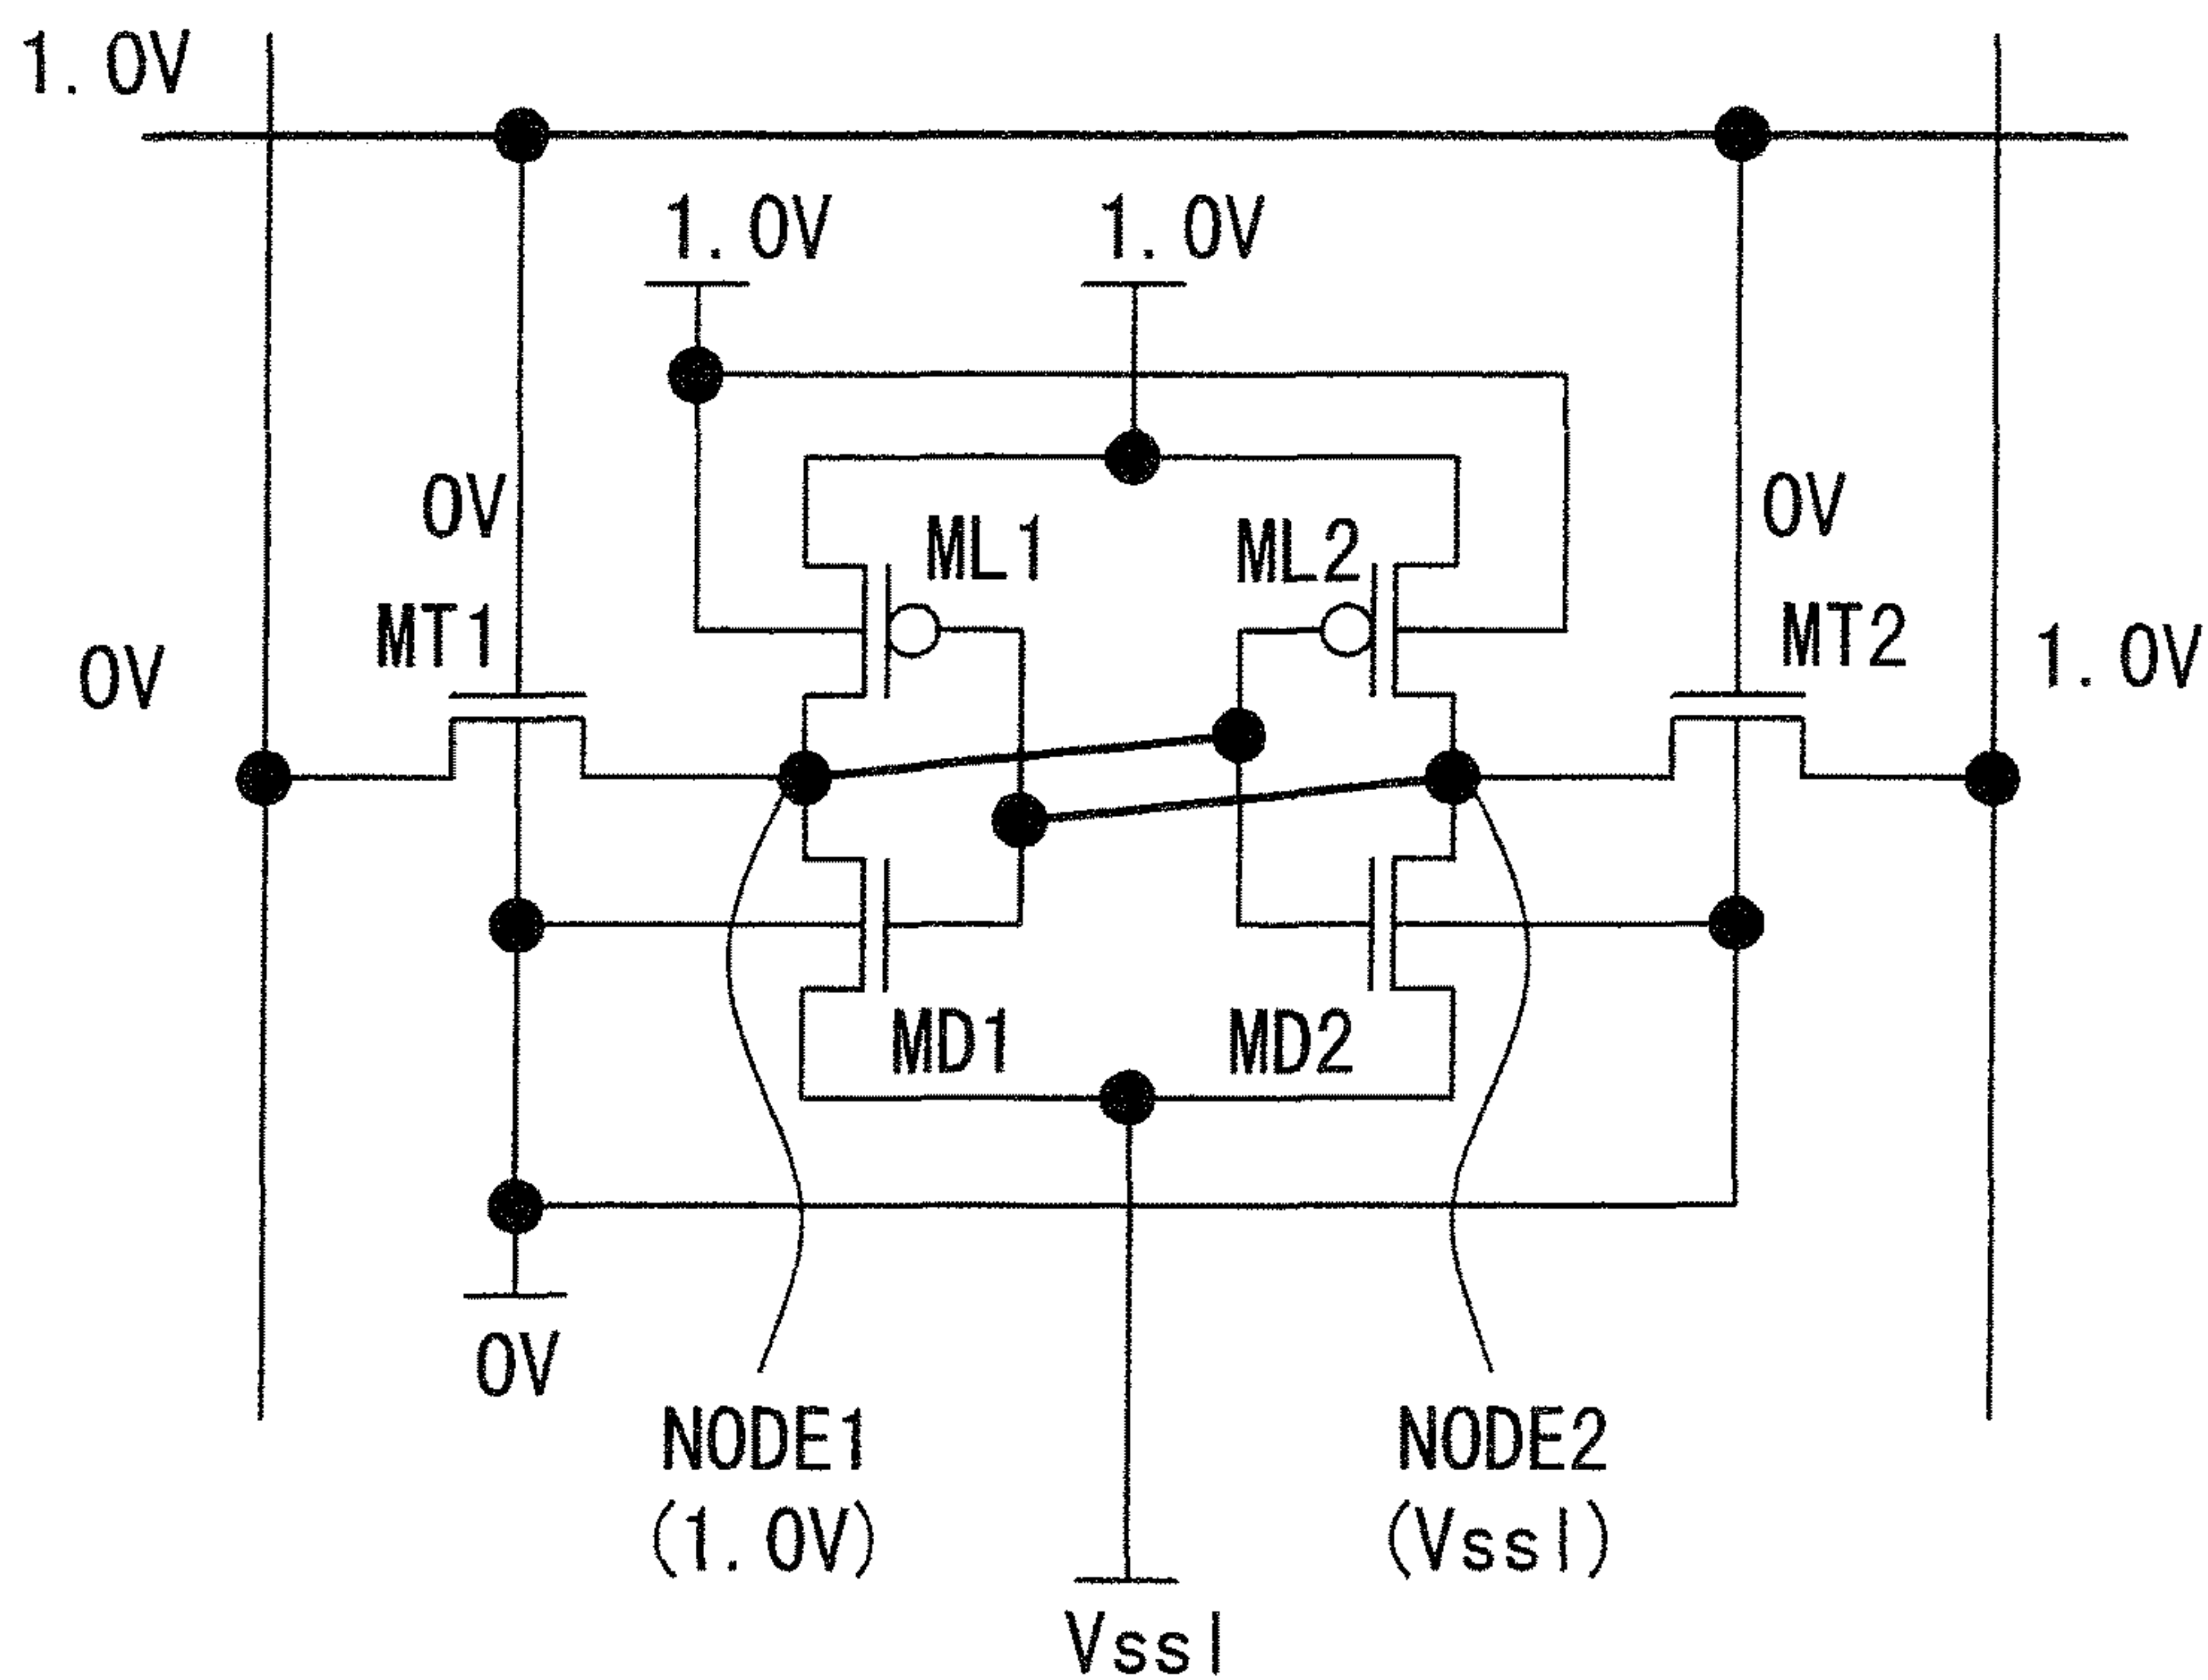 1.0V
1.0V
1.0V
0V
0V
ML1
ML2
MT1
MT2
0V
1.0V
MD1
MD2
0V
NODE1
(1.0V)
NODE2
(Vssl)
Vssl